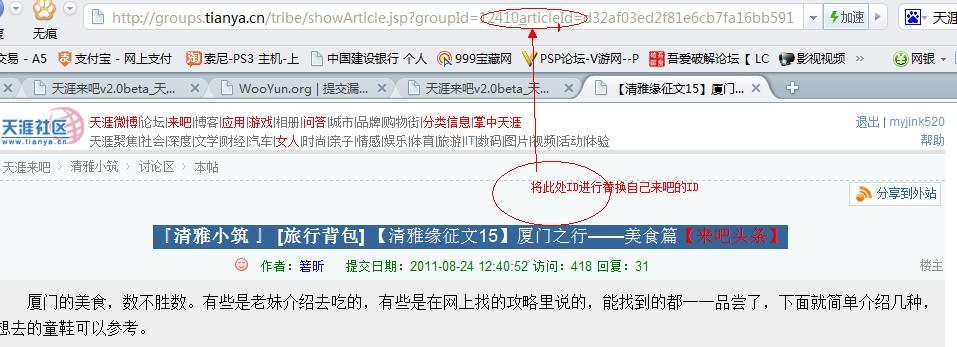 http://groups.tianya.cn/tribe/showArticle.jsp?groupId=12410articleId=d32af03ed2f81e6cb7fa16bb591
加速
天涯
无痕
交易 - A5 支付宝 - 网上支付 索尼-PS3 主机-上 中国建设银行 个人 999宝藏网 PSP论坛-V游网--P 吾爱破解论坛【 LC 影视视频 » 网银
天涯来吧v2.0beta_天... WooYun.org | 提交漏... 天涯来吧v2.0beta_天... 【清雅缘征文15】厦门...
天涯社区
www.tianya.cn
天涯微博|论坛|来吧|博客|应用|游戏|相册|问答|城市|品牌|购物街|分类信息|掌中天涯
退出 | myjink520
天涯聚焦|社会|深度|文学|财经|汽车|女人|时尚|亲子|情感|娱乐|体育|旅游|IT|数码|图片|视频|活动|体验
帮助
天涯来吧 > 清雅小筑 > 讨论区 > 本帖
将此处ID进行替换自己来吧的ID
分享到外站
『清雅小筑 』 [旅行背包] 【清雅缘征文15】厦门之行——美食篇【来吧头条】
作者：簪昕 提交日期：2011-08-24 12:40:52 访问：418 回复：31
楼主
厦门的美食，数不胜数。有些是老妹介绍去吃的，有些是在网上找的攻略里说的，能找到的都一一品尝了，下面就简单介绍几种，
想去的童鞋可以参考。